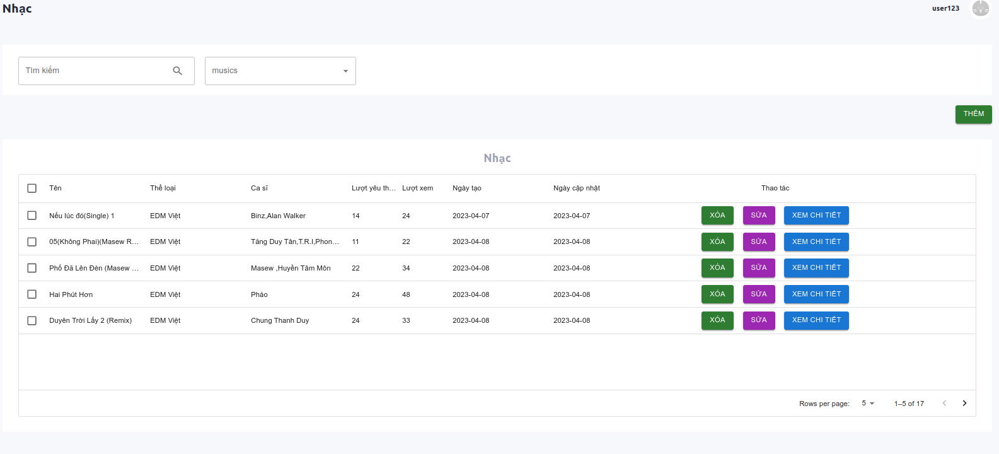 Nhạc
user123
Tìm kiếm
musics
THÊM
Nhạc
Tên Thể loại Ca sĩ Lượt yêu th... Lượt xem Ngày tạo Ngày cập nhật Thao tác
Nếu lúc đó(Single) 1 EDM Việt Binz,Alan Walker 14 24 2023-04-07 2023-04-07 XÓA SỬA XEM CHI TIẾT
05(Không Phai)(Masew R... EDM Việt Tăng Duy Tân,T.R.I,Phon... 11 22 2023-04-08 2023-04-08 XÓA SỬA XEM CHI TIẾT
Phố Đã Lên Đèn (Masew ... EDM Việt Masew ,Huyền Tâm Môn 22 34 2023-04-08 2023-04-08 XÓA SỬA XEM CHI TIẾT
Hai Phút Hơn EDM Việt Pháo 24 48 2023-04-08 2023-04-08 XÓA SỬA XEM CHI TIẾT
Duyên Trời Lấy 2 (Remix) EDM Việt Chung Thanh Duy 24 33 2023-04-08 2023-04-08 XÓA SỬA XEM CHI TIẾT
Rows per page: 5 1–5 of 17